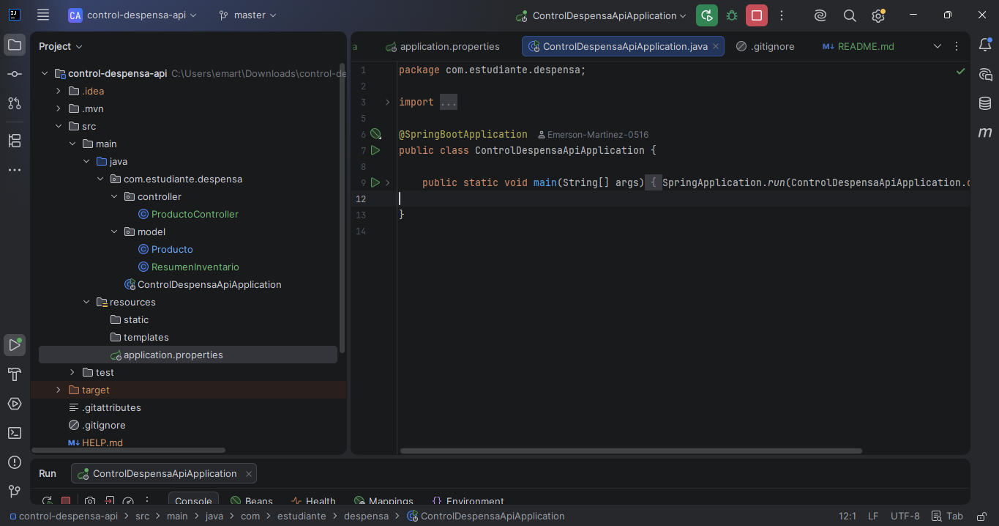 CA control-despensa-api master ControlDespensaApiApplication
Project
a application.properties ControlDespensaApiApplication.java .gitignore M↓ README.md
control-despensa-api C:\Users\emart\Downloads\control-de
.idea
.mvn
src
main
java
com.estudiante.despensa
controller
ProductoController
model
Producto
ResumenInventario
ControlDespensaApiApplication
resources
static
templates
application.properties
test
target
.gitattributes
.gitignore
M↓ HELP.md
1 package com.estudiante.despensa;
2
3 import ...
5
6 @SpringBootApplication Emerson-Martinez-0516
7 public class ControlDespensaApiApplication {
8
9 public static void main(String[] args) { SpringApplication.run(ControlDespensaApiApplication.c
12
13 }
14
Run ControlDespensaApiApplication
Console Beans Health Mappings Environment
control-despensa-api > src > main > java > com > estudiante > despensa > ControlDespensaApiApplication 12:1 LF UTF-8 Tab